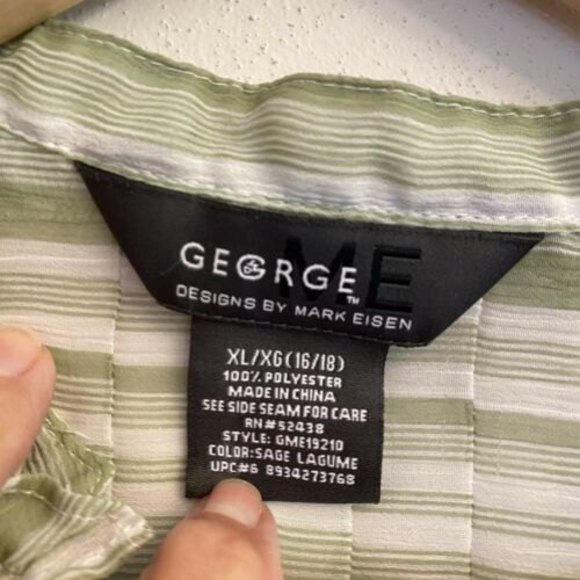 ME
GEORGE™
DESIGNS BY MARK EISEN
XL/XG(16/18)
100% POLYESTER
MADE IN CHINA
SEE SIDE SEAM FOR CARE
RN#52438
STYLE: GME19210
COLOR:SAGE LAGUME
UPC#6 8934273768